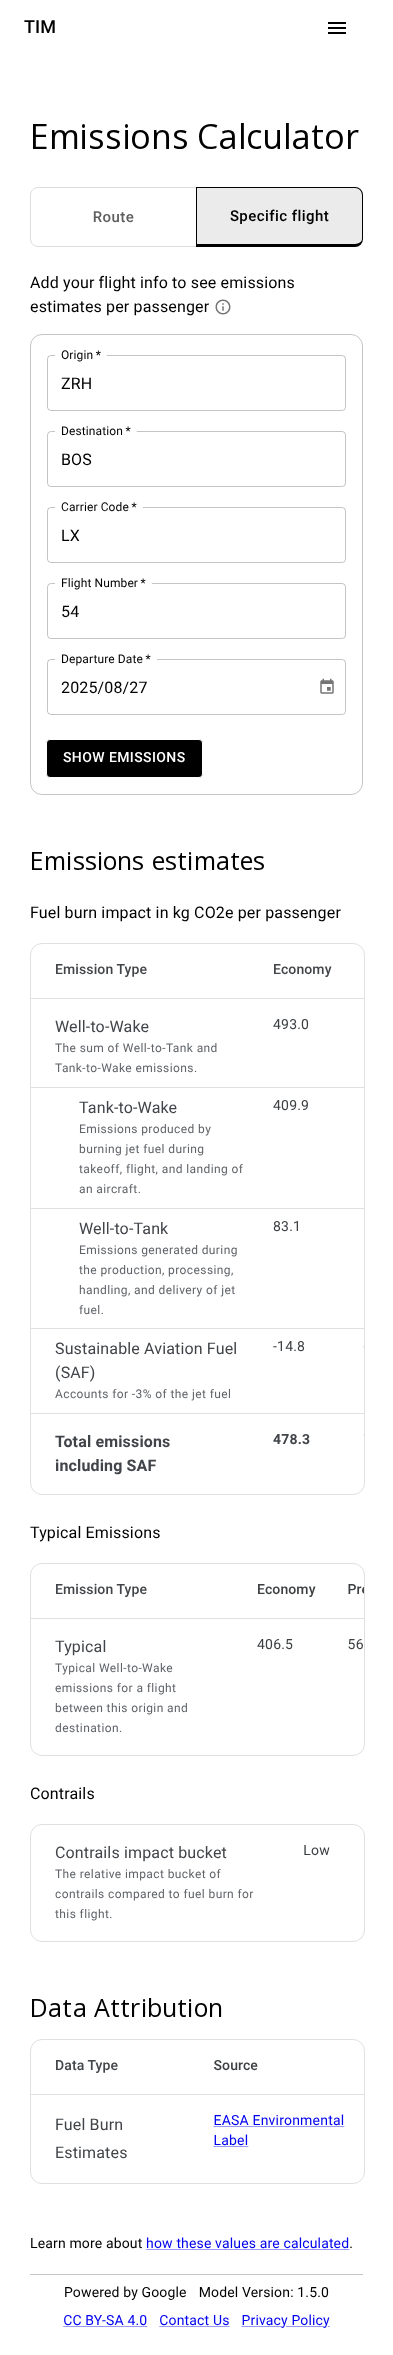 TIM
Emissions Calculator
Route
Specific flight
Add your flight info to see emissions
estimates per passenger
Origin *
ZRH
Destination *
BOS
Carrier Code *
LX
Flight Number *
54
Departure Date *
2025/08/27
SHOW EMISSIONS
Emissions estimates
Fuel burn impact in kg CO2e per passenger
Emission Type Economy
Well-to-Wake 493.0
The sum of Well-to-Tank and
Tank-to-Wake emissions.
Tank-to-Wake 409.9
Emissions produced by
burning jet fuel during
takeoff, flight, and landing of
an aircraft.
Well-to-Tank 83.1
Emissions generated during
the production, processing,
handling, and delivery of jet
fuel.
Sustainable Aviation Fuel -14.8
(SAF)
Accounts for -3% of the jet fuel
Total emissions 478.3
including SAF
Typical Emissions
Emission Type Economy
Typical 406.5 56
Typical Well-to-Wake
emissions for a flight
between this origin and
destination.
Contrails
Contrails impact bucket Low
The relative impact bucket of
contrails compared to fuel burn for
this flight.
Data Attribution
Data Type Source
Fuel Burn EASA Environmental
Estimates Label
Learn more about how these values are calculated.
Powered by Google Model Version: 1.5.0
CC BY-SA 4.0 Contact Us Privacy Policy